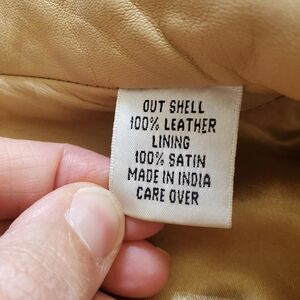 OUT SHELL
100% LEATHER
LINING
100% SATIN
MADE IN INDIA
CARE OVER